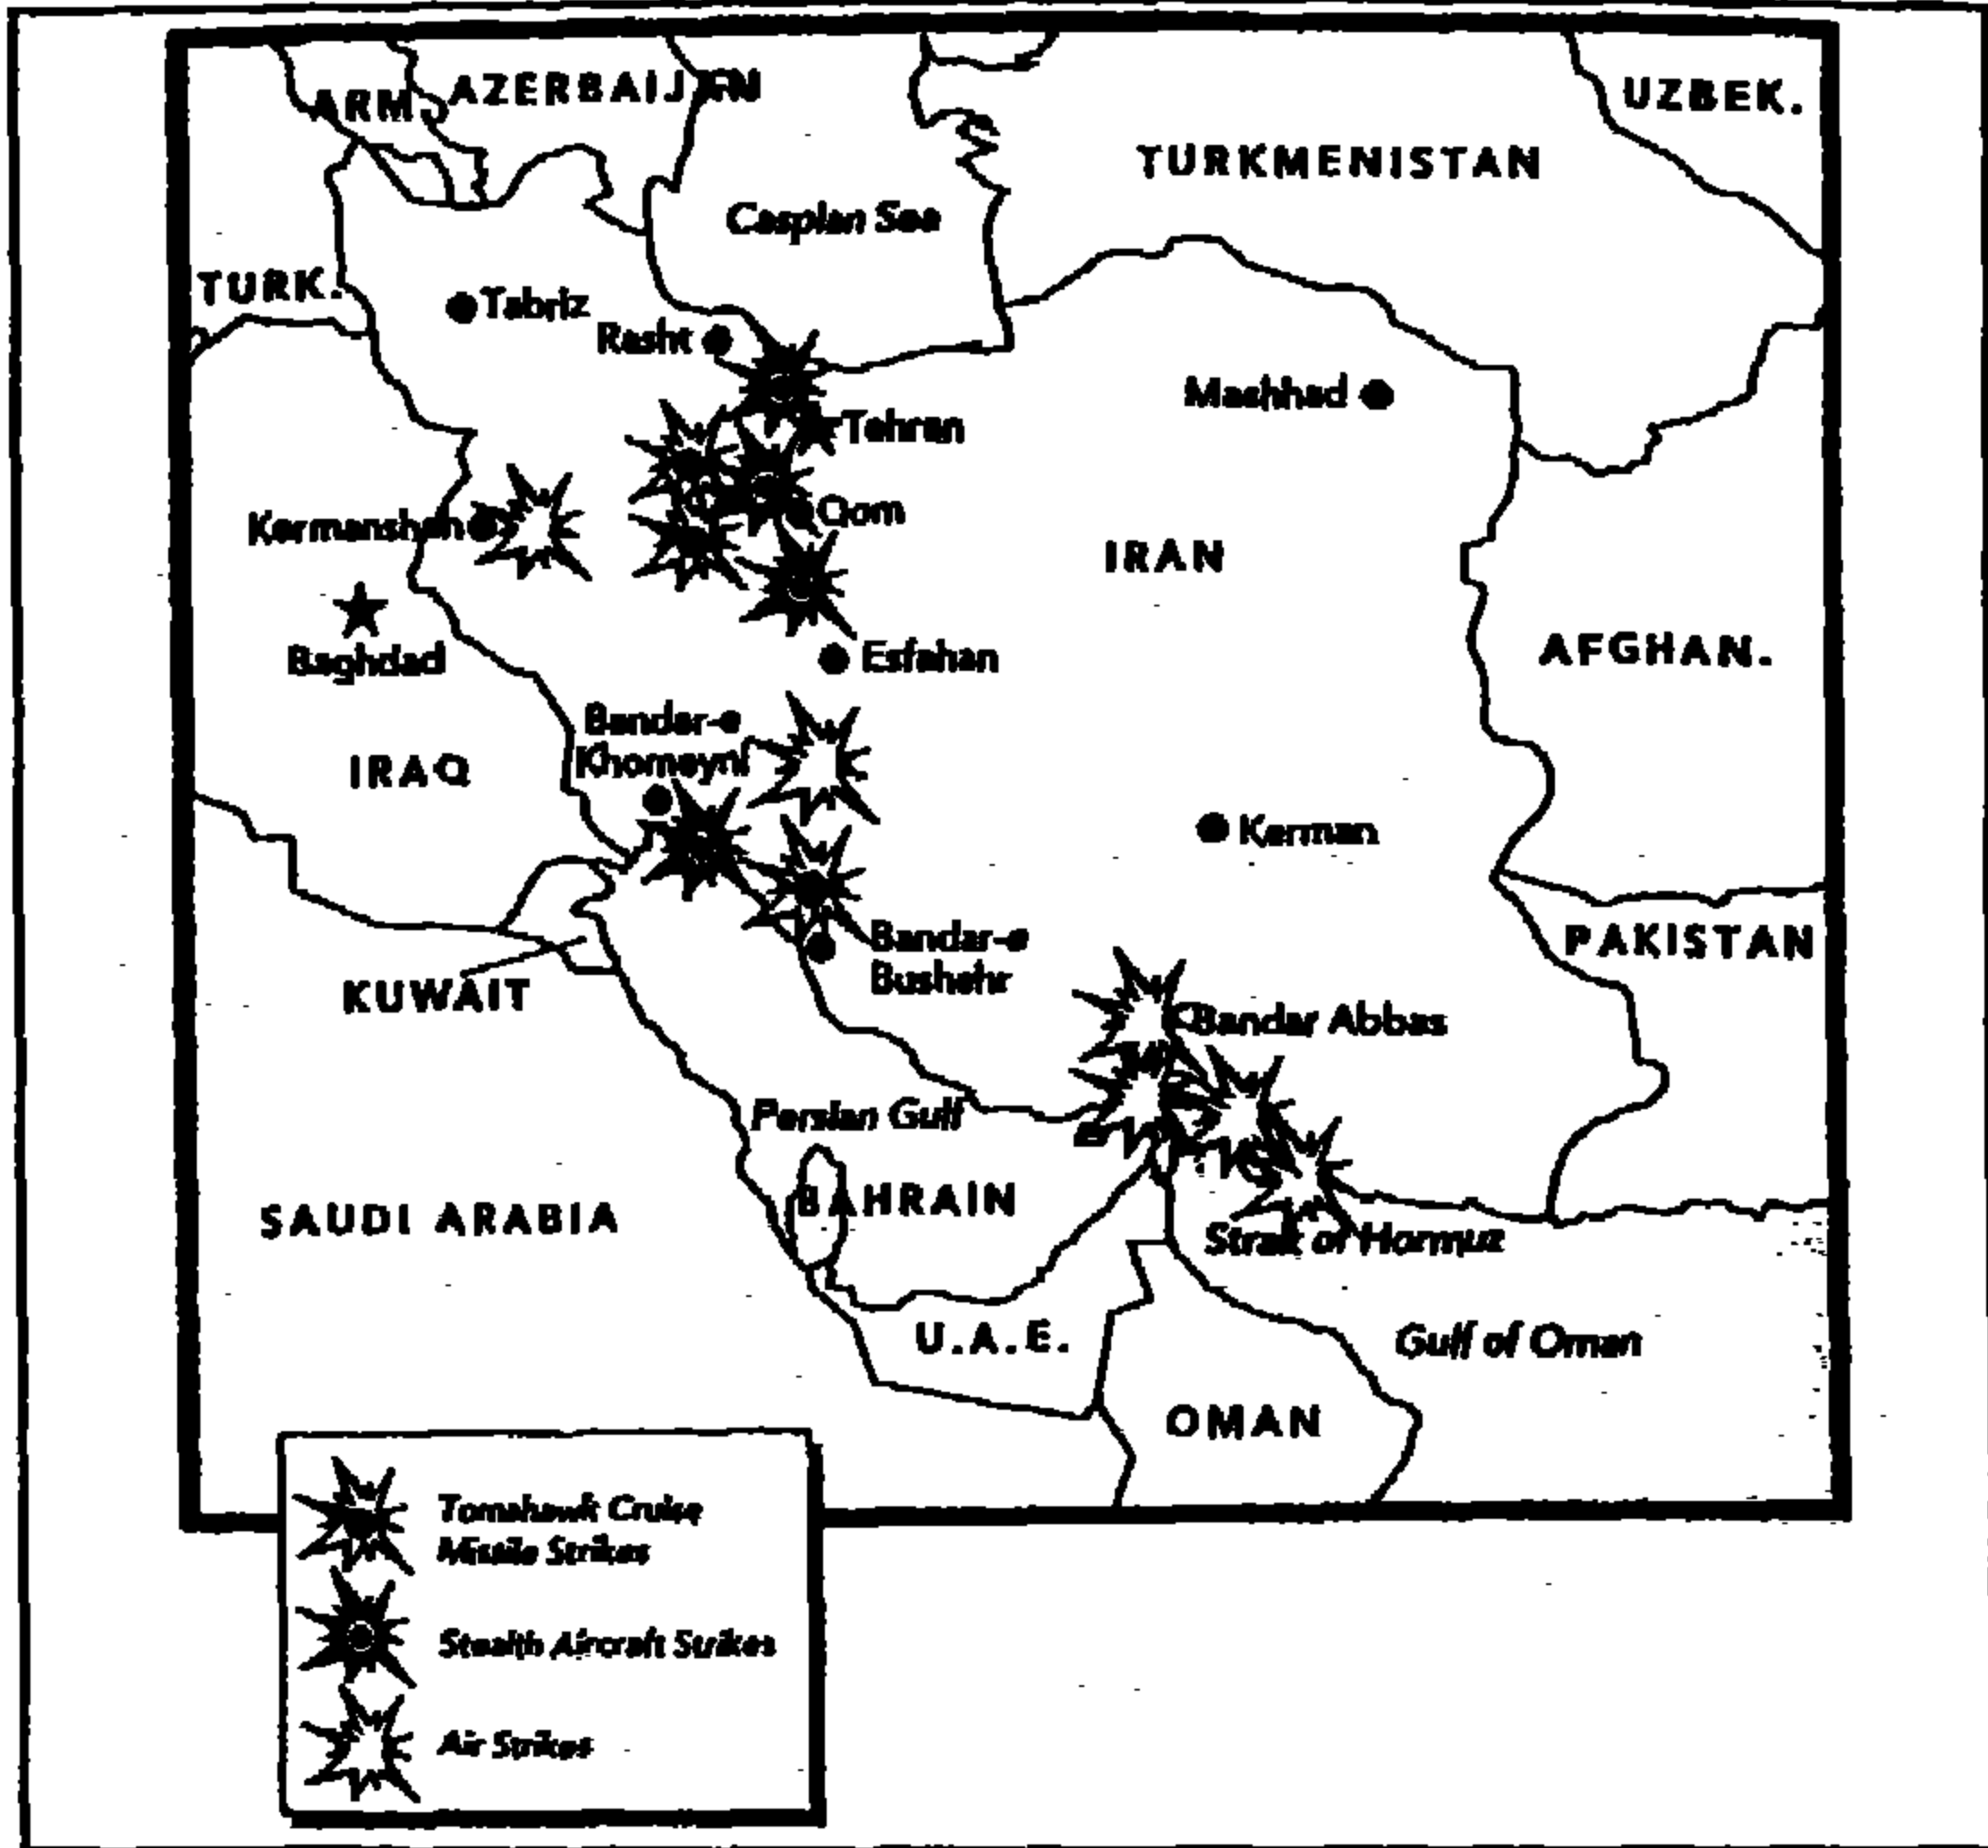 ARM.
AZERBAIJAN
UZBEK.
TURKMENISTAN
Caspian Sea
TURK.
Tabriz
Rasht
Mashhad
Tehran
Qom
Kermanshah
IRAN
Baghdad
Esfahan
AFGHAN.
Bandar-e
Khomeyni
IRAQ
Kerman
Bandar-e
Bushehr
PAKISTAN
KUWAIT
Bandar Abbas
Persian Gulf
BAHRAIN
SAUDI ARABIA
Strait of Hormuz
U.A.E.
Gulf of Oman
OMAN
Tomahawk Cruise
Missile Strikes
Stealth Aircraft Strikes
Air Strikes